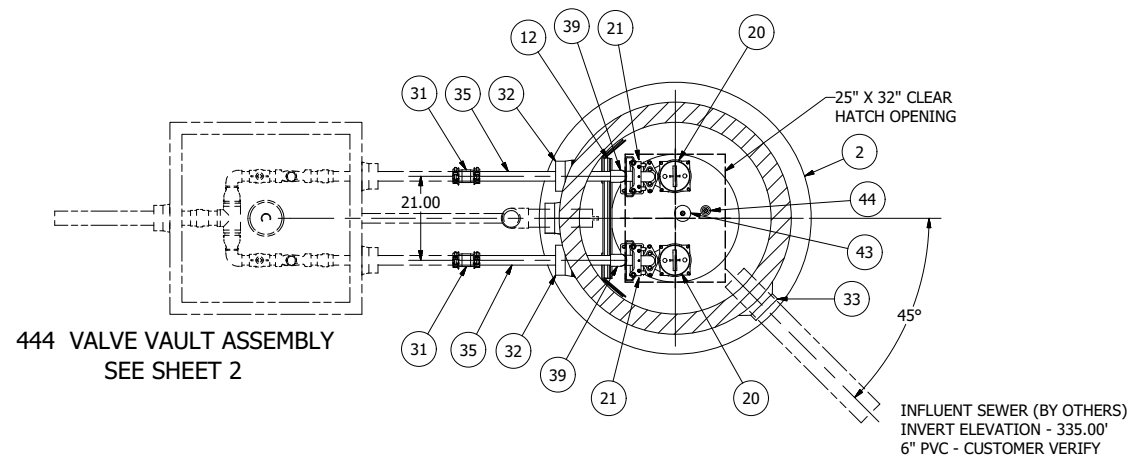 39
21
20
12
31
35
32
25" X 32" CLEAR
HATCH OPENING
2
21.00
44
43
33
45°
31
35
32
39
21
20
444 VALVE VAULT ASSEMBLY
SEE SHEET 2
INFLUENT SEWER (BY OTHERS)
INVERT ELEVATION - 335.00'
6" PVC - CUSTOMER VERIFY